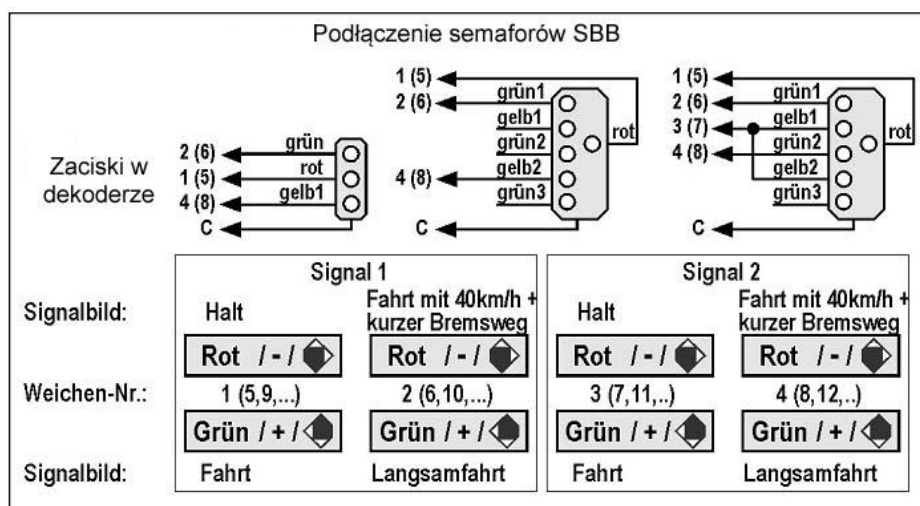 Podłączenie semaforów SBB
Zaciski w
dekoderze
2 (6) grün
1 (5) rot
4 (8) gelb1
C
1 (5)
2 (6) grün1
gelb1
grün2
4 (8) gelb2
grün3
C
rot
1 (5)
2 (6) grün1
3 (7) gelb1
4 (8) grün2
gelb2
grün3
C
rot
Signal 1
Signal 2
Signalbild: Halt Fahrt mit 40km/h + kurzer Bremsweg Halt Fahrt mit 40km/h + kurzer Bremsweg
Rot / - / Rot / - / Rot / - / Rot / - /
Weichen-Nr.: 1 (5,9,...) 2 (6,10,...) 3 (7,11,..) 4 (8,12,..)
Grün / + / Grün / + / Grün / + / Grün / + /
Signalbild: Fahrt Langsamfahrt Fahrt Langsamfahrt